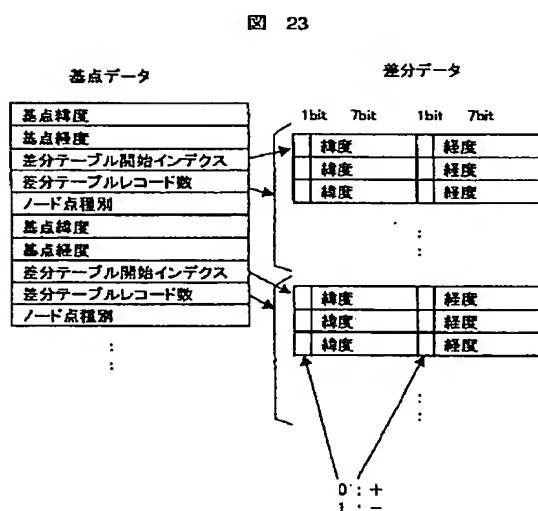 図 23
基点データ
基点緯度
基点経度
差分テーブル開始インデクス
差分テーブルレコード数
ノード点種別
基点緯度
基点経度
差分テーブル開始インデクス
差分テーブルレコード数
ノード点種別
差分データ
1bit 7bit 1bit 7bit
緯度 経度
緯度 経度
緯度 経度
緯度 経度
緯度 経度
緯度 経度
0 : +
1 : −